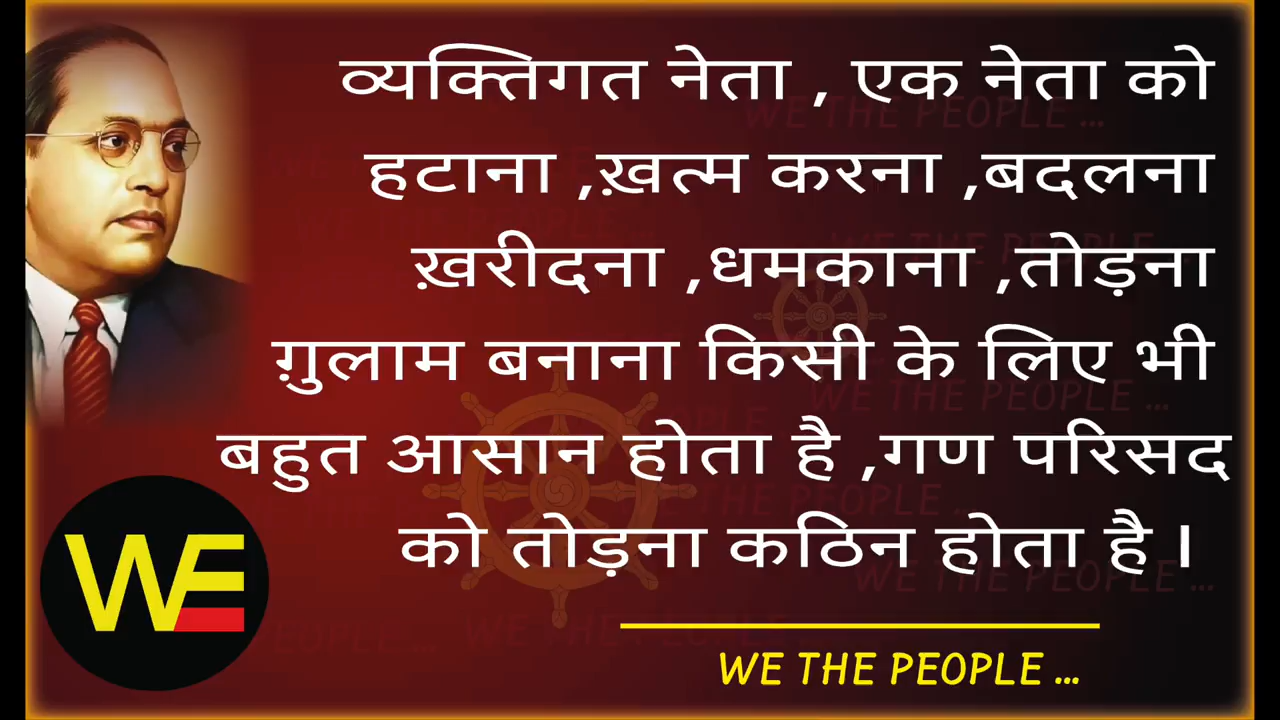 व्यक्तिगत नेता , एक नेता को
हटाना ,ख़त्म करना ,बदलना
ख़रीदना ,धमकाना ,तोड़ना
ग़ुलाम बनाना किसी के लिए भी
बहुत आसान होता है ,गण परिसद
को तोड़ना कठिन होता है ।
WE
WE THE PEOPLE ...